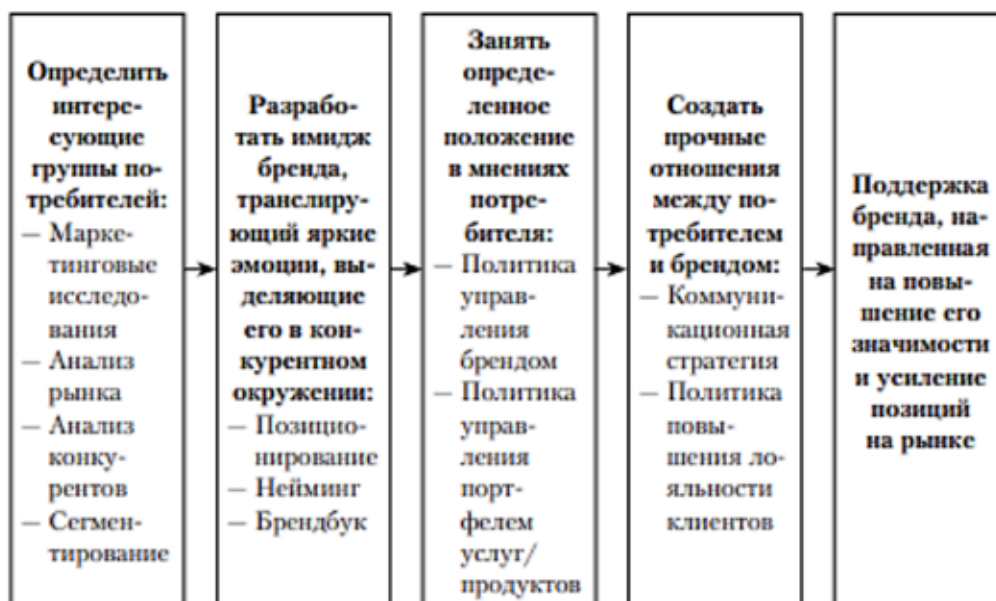 Определить
интере-
сующие
группы по-
требителей:
— Марке-
тинговые
исследо-
вания
— Анализ
рынка
— Анализ
конку-
рентов
— Сегмен-
тирование
Разрабо-
тать имидж
бренда,
транслиру-
ющий яркие
эмоции, вы-
деляющие
его в кон-
курентном
окружении:
— Позицио-
нирование
— Нейминг
— Брендбук
Занять
опреде-
ленное
положение
в мнениях
потре-
бителя:
— Политика
управ-
ления
брендом
— Политика
управ-
ления
порт-
фелем
услуг/
продуктов
Создать
прочные
отношения
между по-
требителем
и брендом:
— Коммуни-
кационная
стратегия
— Политика
повы-
шения ло-
яльности
клиентов
Поддержка
бренда, на-
правленная
на повы-
шение его
значимости
и усиление
позиций
на рынке